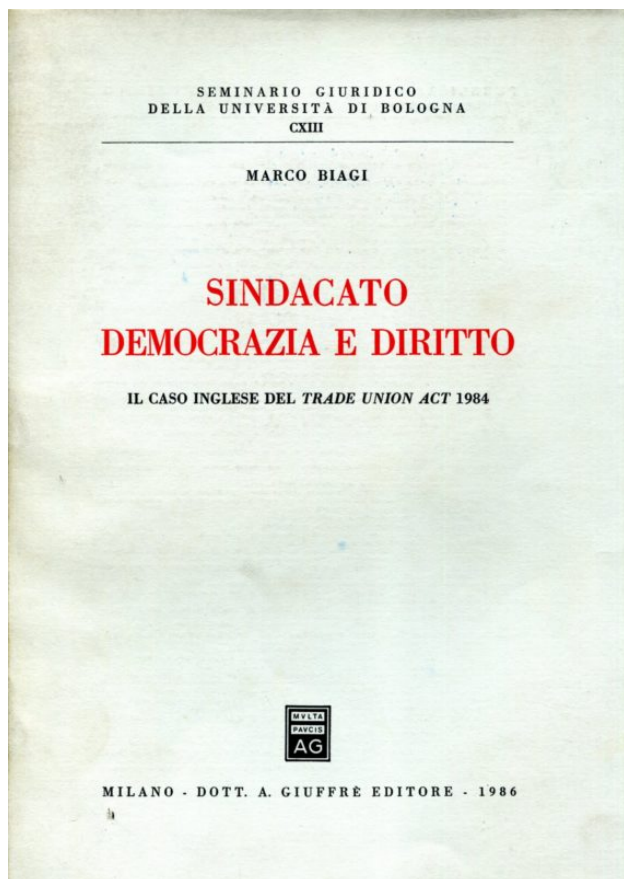 SEMINARIO GIURIDICO
DELLA UNIVERSITÀ DI BOLOGNA
CXIII
MARCO BIAGI
SINDACATO
DEMOCRAZIA E DIRITTO
IL CASO INGLESE DEL TRADE UNION ACT 1984
MVLTA
PAVCIS
AG
MILANO - DOTT. A. GIUFFRÈ EDITORE - 1986